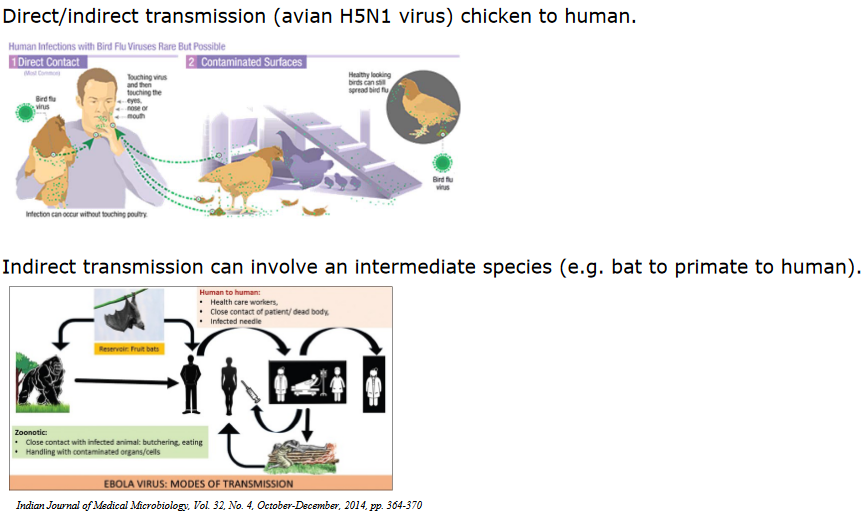 Direct/indirect transmission (avian H5N1 virus) chicken to human.
Human Infections with Bird Flu Viruses Rare But Possible
1 Direct Contact
(Most Common)
2 Contaminated Surfaces
Touching virus
and then
touching the
eyes,
nose or
mouth
Bird flu
virus
Healthy looking
birds can still
spread bird flu
Bird flu
virus
Infection can occur without touching poultry.
Indirect transmission can involve an intermediate species (e.g. bat to primate to human).
Human to human:
• Health care workers,
• Close contact of patient/ dead body,
• Infected needle
Reservoir: Fruit bats
Zoonotic:
• Close contact with infected animal: butchering, eating
• Handling with contaminated organs/cells
EBOLA VIRUS: MODES OF TRANSMISSION
Indian Journal of Medical Microbiology, Vol. 32, No. 4, October-December, 2014, pp. 364-370